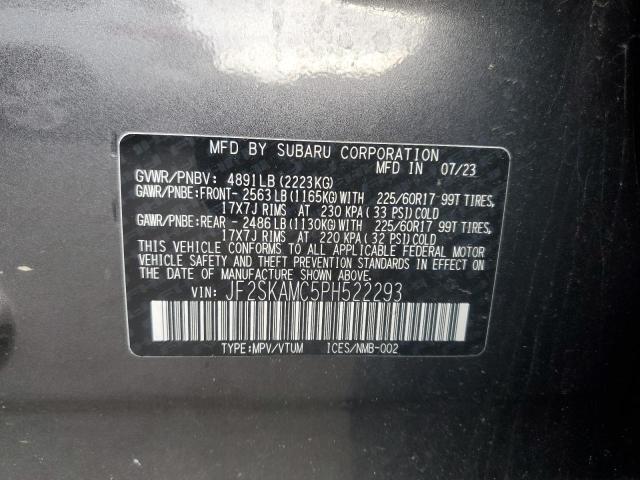 MFD BY SUBARU CORPORATION
MFD IN 07/23
GVWR/PNBV: 4891LB(2223KG)
GAWR/PNBE:FRONT- 2563LB(1165KG)WITH 225/60R17 99T TIRES,
17X7J RIMS AT 230 KPA(33 PSI)COLD
GAWR/PNBE:REAR - 2486LB(1130KG)WITH 225/60R17 99T TIRES,
17X7J RIMS AT 220 KPA(32 PSI)COLD
THIS VEHICLE CONFORMS TO ALL APPLICABLE FEDERAL MOTOR
VEHICLE SAFETY AND THEFT PREVENTION STANDARDS IN EFFECT ON
THE DATE OF MANUFACTURE SHOWN ABOVE.
VIN: JF2SKAMC5PH522293
TYPE:MPV/VTUM ICES/NMB-002